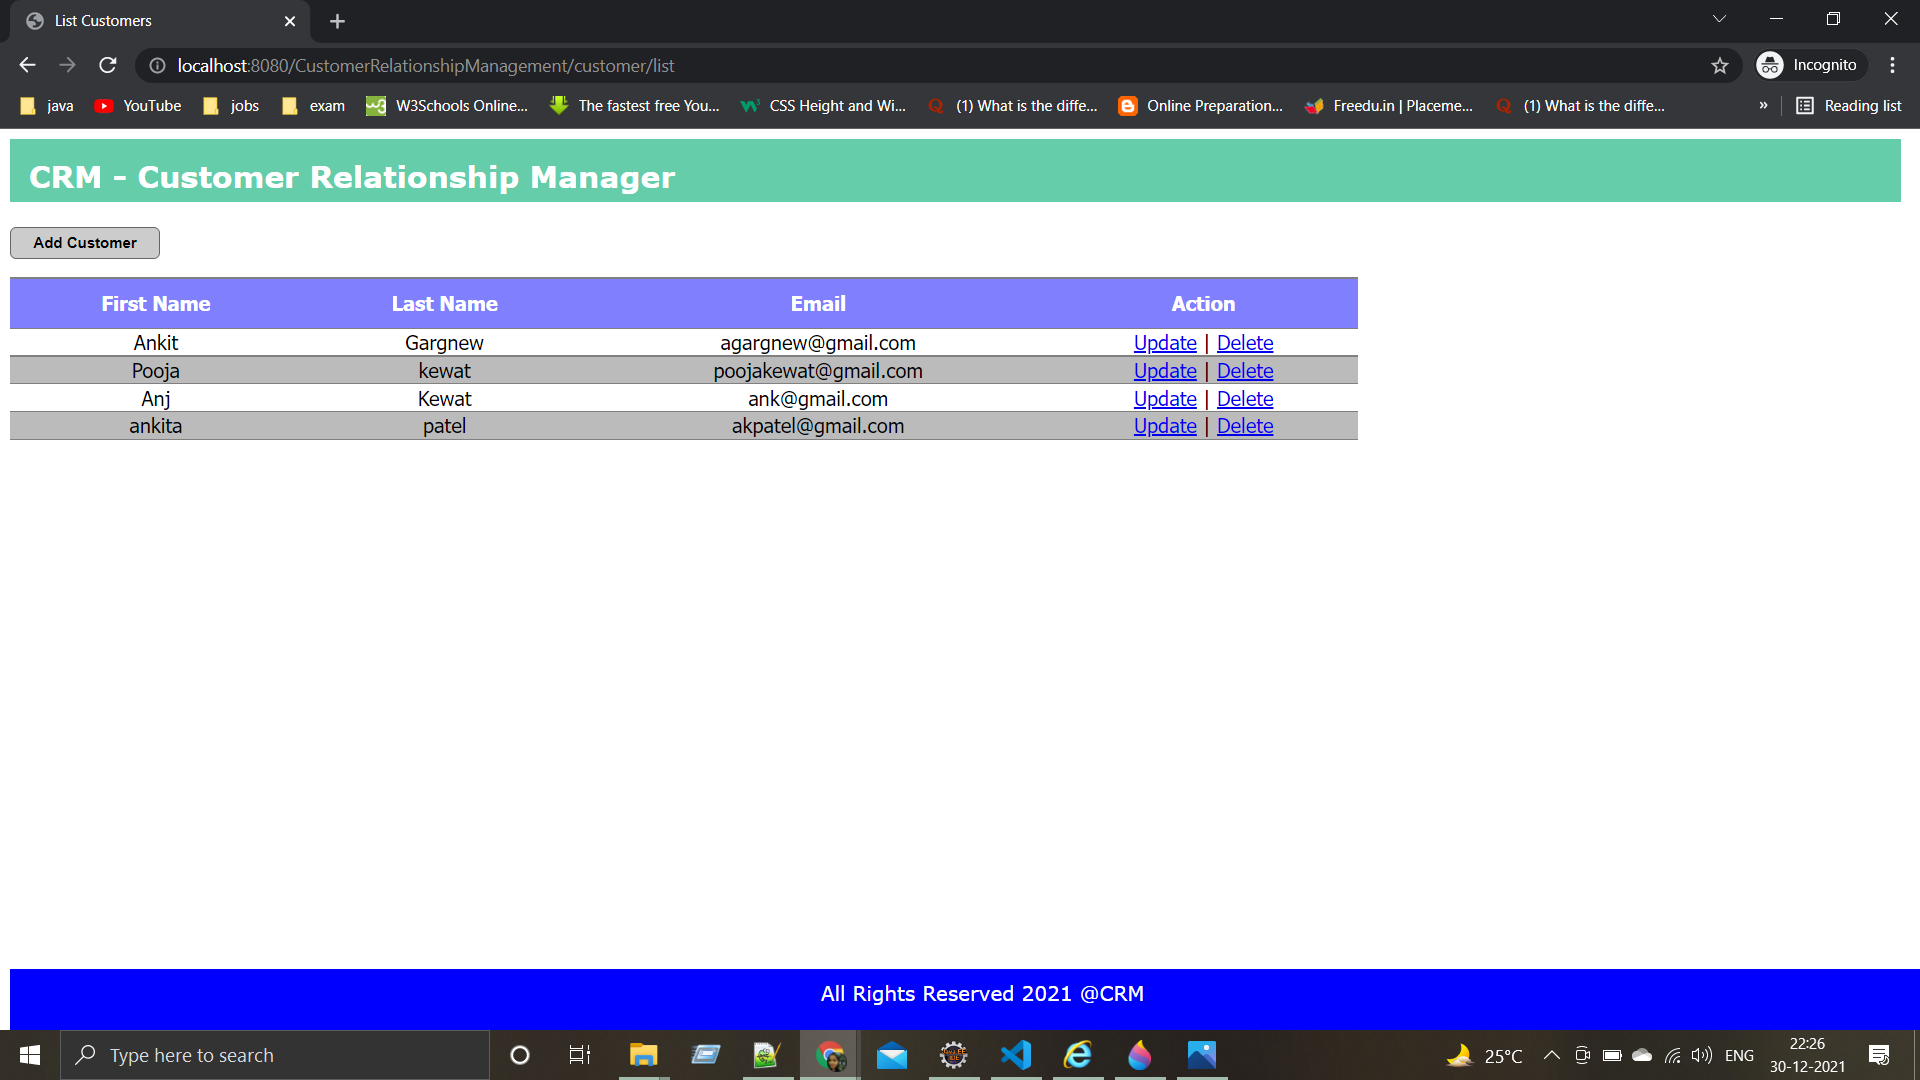 List Customers
localhost:8080/CustomerRelationshipManagement/customer/list
Incognito
java YouTube jobs exam W3Schools Online... The fastest free You... CSS Height and Wi... (1) What is the diffe... Online Preparation... Freedu.in | Placeme... (1) What is the diffe... » Reading list
CRM - Customer Relationship Manager
Add Customer
First Name Last Name Email Action
Ankit Gargnew agargnew@gmail.com Update | Delete
Pooja kewat poojakewat@gmail.com Update | Delete
Anj Kewat ank@gmail.com Update | Delete
ankita patel akpatel@gmail.com Update | Delete
All Rights Reserved 2021 @CRM
Type here to search
25°C
ENG
22:26
30-12-2021